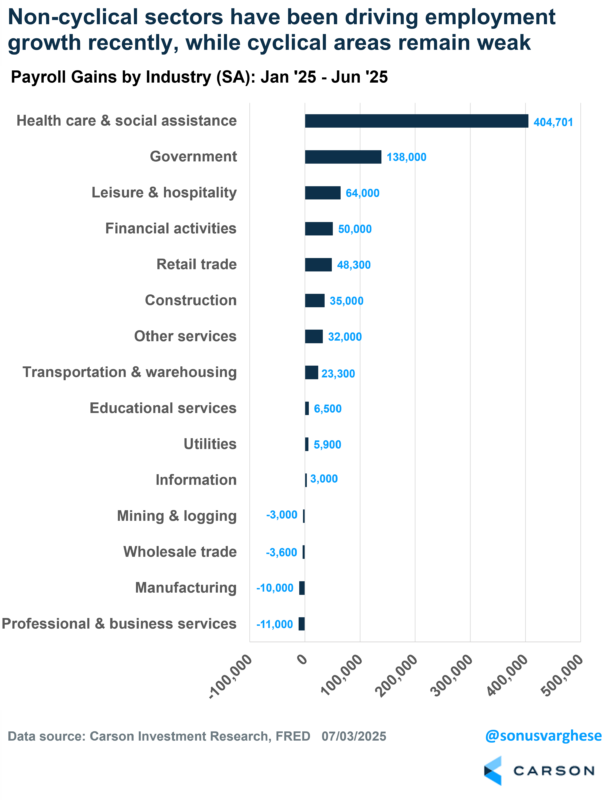 Non-cyclical sectors have been driving employment
growth recently, while cyclical areas remain weak
Payroll Gains by Industry (SA): Jan '25 - Jun '25
Health care & social assistance 404,701
Government 138,000
Leisure & hospitality 64,000
Financial activities 50,000
Retail trade 48,300
Construction 35,000
Other services 32,000
Transportation & warehousing 23,300
Educational services 6,500
Utilities 5,900
Information 3,000
Mining & logging -3,000
Wholesale trade -3,600
Manufacturing -10,000
Professional & business services -11,000
-100,000 0 100,000 200,000 300,000 400,000 500,000
Data source: Carson Investment Research, FRED 07/03/2025
@sonusvarghese
CARSON